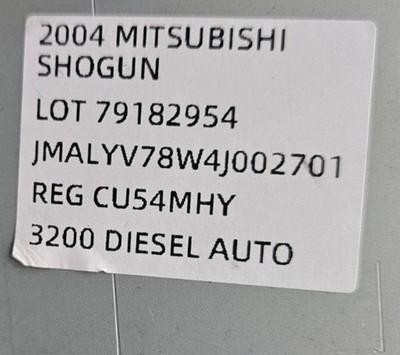 2004 MITSUBISHI
SHOGUN
LOT 79182954
JMALYV78W4J002701
REG CU54MHY
3200 DIESEL AUTO